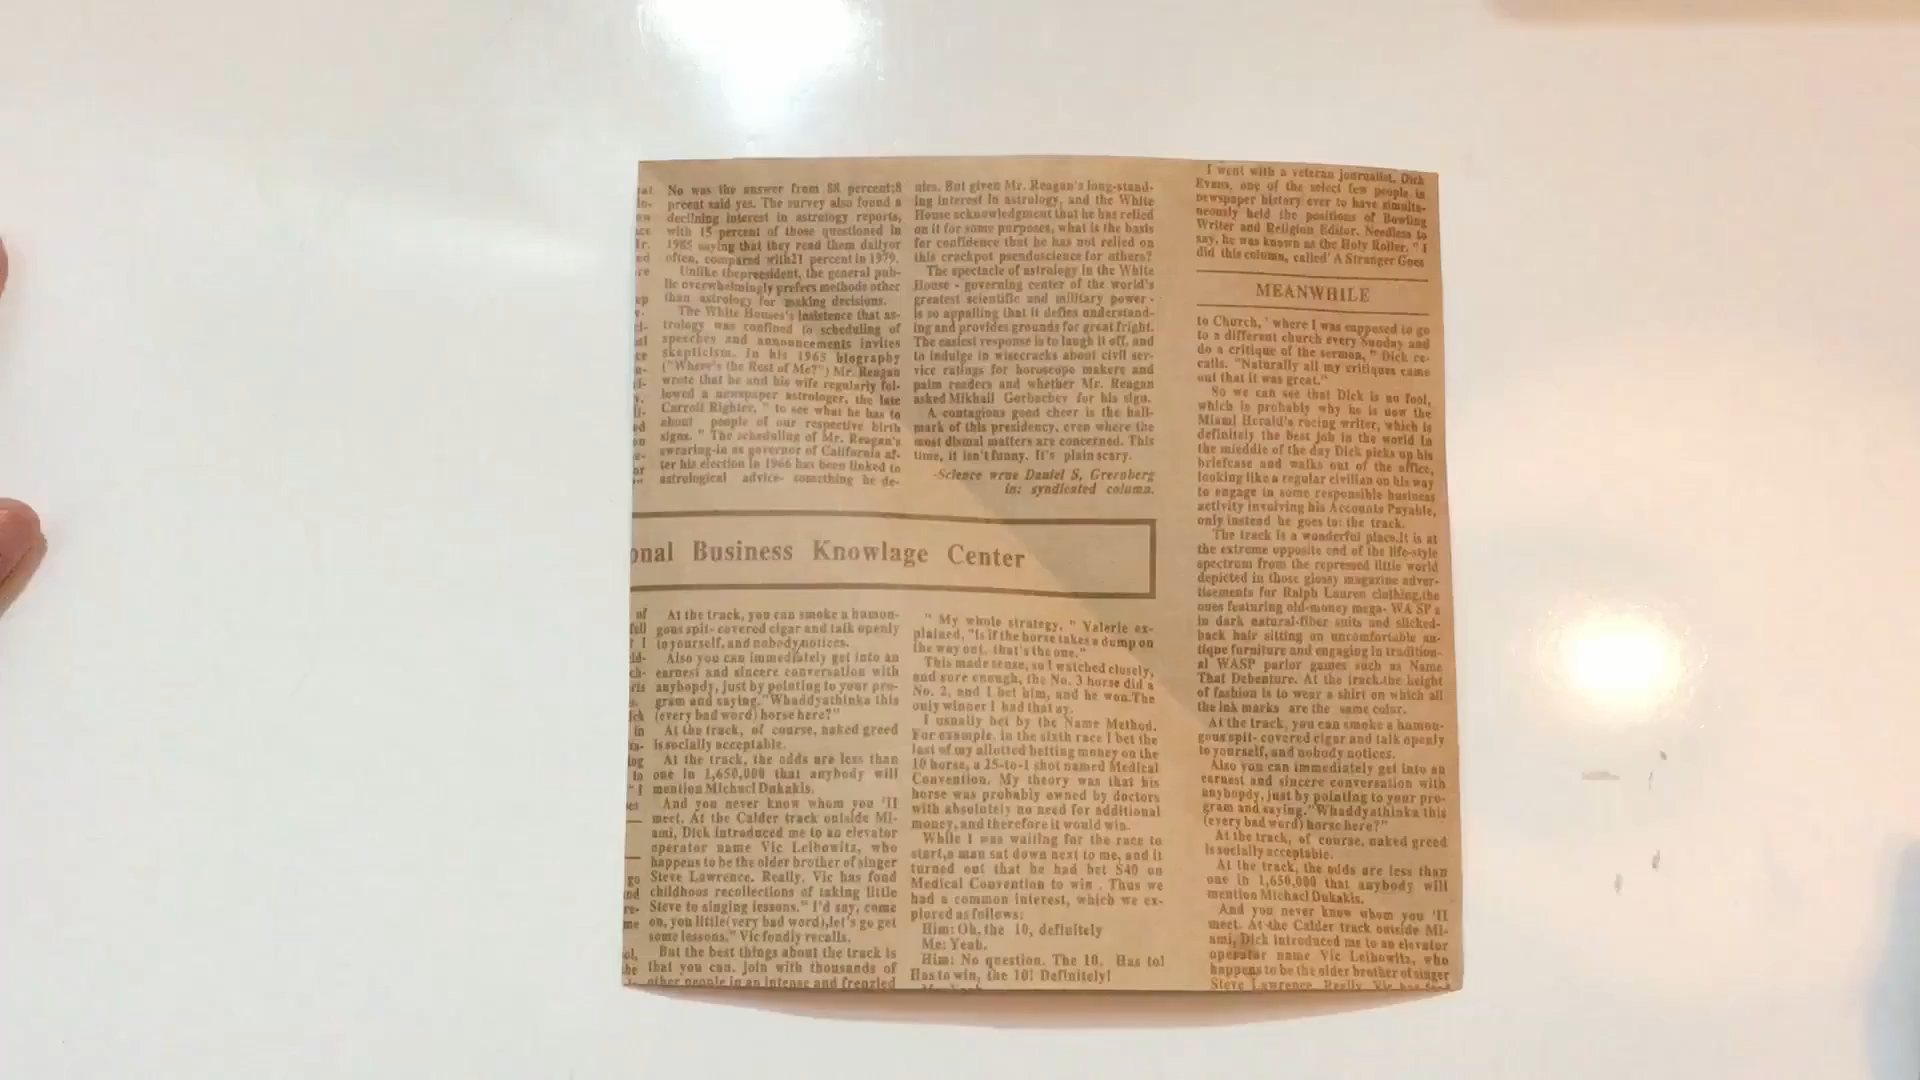 No was the answer from 88 percent;8
preent said yes. The survey also found a
declining interest in astrology reports,
with 15 percent of those questioned in
1985 saying that they read them dailyor
often, compared with21 percent in 1979.
Unlike thepreesident, the general pub-
lic overwhelmingly prefers methode other
than astrology for making decisions.
The White Houses's Insistence that as-
trology was confined to scheduling of
speeches and announcements invites
skepticism. In his 1965 biography
("Where's the Rest of Me?") Mr. Reagan
wrote that he and his wife regularly fol-
lowed a newspaper astrologer, the late
Carroll Righter, " to see what he has to
about people of our respective birth
signs. " The scheduling of Mr. Reagan's
swearing-in as governor of California af-
ter his election in 1966 has been linked to
astrological advice- something he de-
nies. But given Mr. Reagan's long-stand-
ing interest in astrology, and the White
House acknowledgment that he has relied
on it for some purposes, what is the basis
for confidence that he has not relied on
this crackpot pseudoscience for others?
The spectacle of astrology in the White
House - governing center of the world's
greatest scientific and military power -
is so appalling that it defies understand-
ing and provides grounds for great fright.
The easiest response is to laugh it off, and
to indulge in wisecracks about civil ser-
vice ratings for horoscope makers and
palm readers and whether Mr. Reagan
asked Mikhail Gorbachev for his sign.
A contagious good cheer is the hall-
mark of this presidency, even where the
most dismal matters are concerned. This
time, it isn't funny. It's plain scary.
-Science wrue Daniel S, Greenberg
in: syndicated columa.
onal Business Knowlage Center
At the track, you can smoke a humon-
gous spit- covered cigar and talk openly
to yourself, and nobody notices.
Also you can immediately get into an
earnest and sincere conversation with
anybopdy, just by pointing to your pro-
gram and saying."Whaddyathinka this
(every bad word) horse here?"
At the track, of course, naked greed
is socially acceptable.
At the track, the odds are less than
one in 1,650,000 that anybody will
mention Michael Dukakis.
And you never know whom you 'II
meet. At the Calder track outside Mi-
ami, Dick introduced me to an elevator
operator name Vic Leibowitz, who
happens to be the older brother of singer
Steve Lawrence. Really. Vic has fond
childhoos recollections of taking little
Steve to singing lessons." I'd say, come
on, you little(very bad word),let's go get
some lessons," Vic fondly recalls.
But the best things about the track is
that you can. join with thousands of
other people in an intense and frenzied
" My whole strategy, " Valerie ex-
plained, "is if the horse takes a dump on
the way out, that's the one."
This made sense, so I watched closely,
and sure enough, the No. 3 horse did a
No. 2, and I bet him, and he won.The
only winner I had that ay.
I usually bet by the Name Method.
For exsample, in the sixth race I bet the
last of my allotted betting money on the
10 horse, a 25-to-1 shot named Medical
Convention. My theory was that his
horse was probably owned by doctors
with absolutely no need for additional
money, and therefore it would win.
While I was waiting for the race to
start,a man sat down next to me, and it
turned out that he had bet $40 on
Medical Convention to win . Thus we
had a common interest, which we ex-
plored as follows:
Him: Oh, the 10, definitely
Me: Yeah.
Him: No question. The 10. Has to!
Has to win, the 10! Definitely!
I went with a veteran journalist, Dick
Evans, one of the select few people in
newspaper history ever to have simulta-
neously held the positions of Bowling
Writer and Religion Editor. Needless to
say, he was known as the Holy Roller. " I
did this column, called' A Stranger Goes
MEANWHILE
to Church, ' where I was supposed to go
to a different church every Sunday and
do a critique of the sermon, " Dick re-
calls. "Naturally all my critiques came
out that it was great."
So we can see that Dick is no fool,
which is probably why he is now the
Miami Herald's racing writer, which is
definitely the best job in the world In
the mieddle of the day Dick picks up his
briefcase and walks out of the office,
looking like a regular civilian on his way
to engage in some responsible business
activity involving his Accounts Payable,
only instead he goes to: the track.
The track is a wonderful place.It is at
the extreme opposite end of the life-style
spectrum from the repressed little world
depicted in those glossy magazine adver-
tisements for Ralph Lauren clothing,the
ones featuring old-money mega- WA SP s
in dark natural-fiber suits and slicked-
back hair sitting on uncomfortable an-
tique furniture and engaging in tradition-
al WASP parlor games such as Name
That Debenture. At the track.the height
of fashion is to wear a shirt on which all
the ink marks are the same color.
At the track, you can smoke a humon-
gous spit- covered cigar and talk openly
to yourself, and nobody notices.
Also you can immediately get into an
earnest and sincere conversation with
anybopdy, just by pointing to your pro-
gram and saying."Whaddyathinka this
(every bad word) horse here?"
At the track, of course, naked greed
is socially acceptable.
At the track, the odds are less than
one in 1,650,000 that anybody will
mention Michael Dukakis.
And you never know whom you 'II
meet. At the Calder track outside Mi-
ami, Dick introduced me to an elevator
operator name Vic Leibowitz, who
happens to be the older brother of singer
Steve Lawrence. Really. Vic has